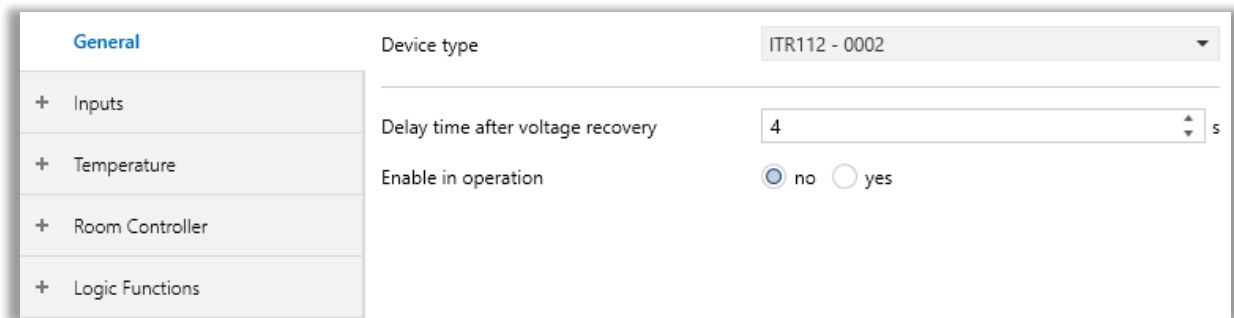 General
Inputs
Temperature
Room Controller
Logic Functions
Device type ITR112 - 0002
Delay time after voltage recovery 4 s
Enable in operation no yes